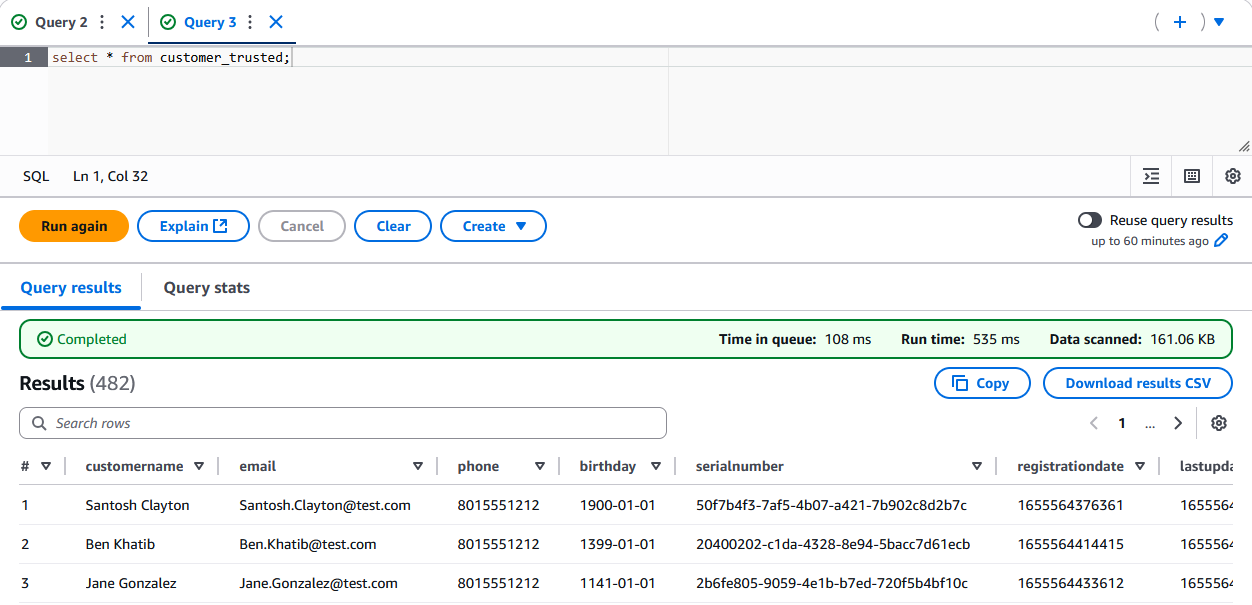 Query 2 Query 3
1 select * from customer_trusted;
SQL Ln 1, Col 32
Run again Explain Cancel Clear Create Reuse query results
up to 60 minutes ago
Query results Query stats
Completed Time in queue: 108 ms Run time: 535 ms Data scanned: 161.06 KB
Results (482) Copy Download results CSV
Search rows 1 ...
# customername email phone birthday serialnumber registrationdate lastupda
1 Santosh Clayton Santosh.Clayton@test.com 8015551212 1900-01-01 50f7b4f3-7af5-4b07-a421-7b902c8d2b7c 1655564376361 1655564
2 Ben Khatib Ben.Khatib@test.com 8015551212 1399-01-01 20400202-c1da-4328-8e94-5bacc7d61ecb 1655564414415 1655564
3 Jane Gonzalez Jane.Gonzalez@test.com 8015551212 1141-01-01 2b6fe805-9059-4e1b-b7ed-720f5b4bf10c 1655564433612 1655564